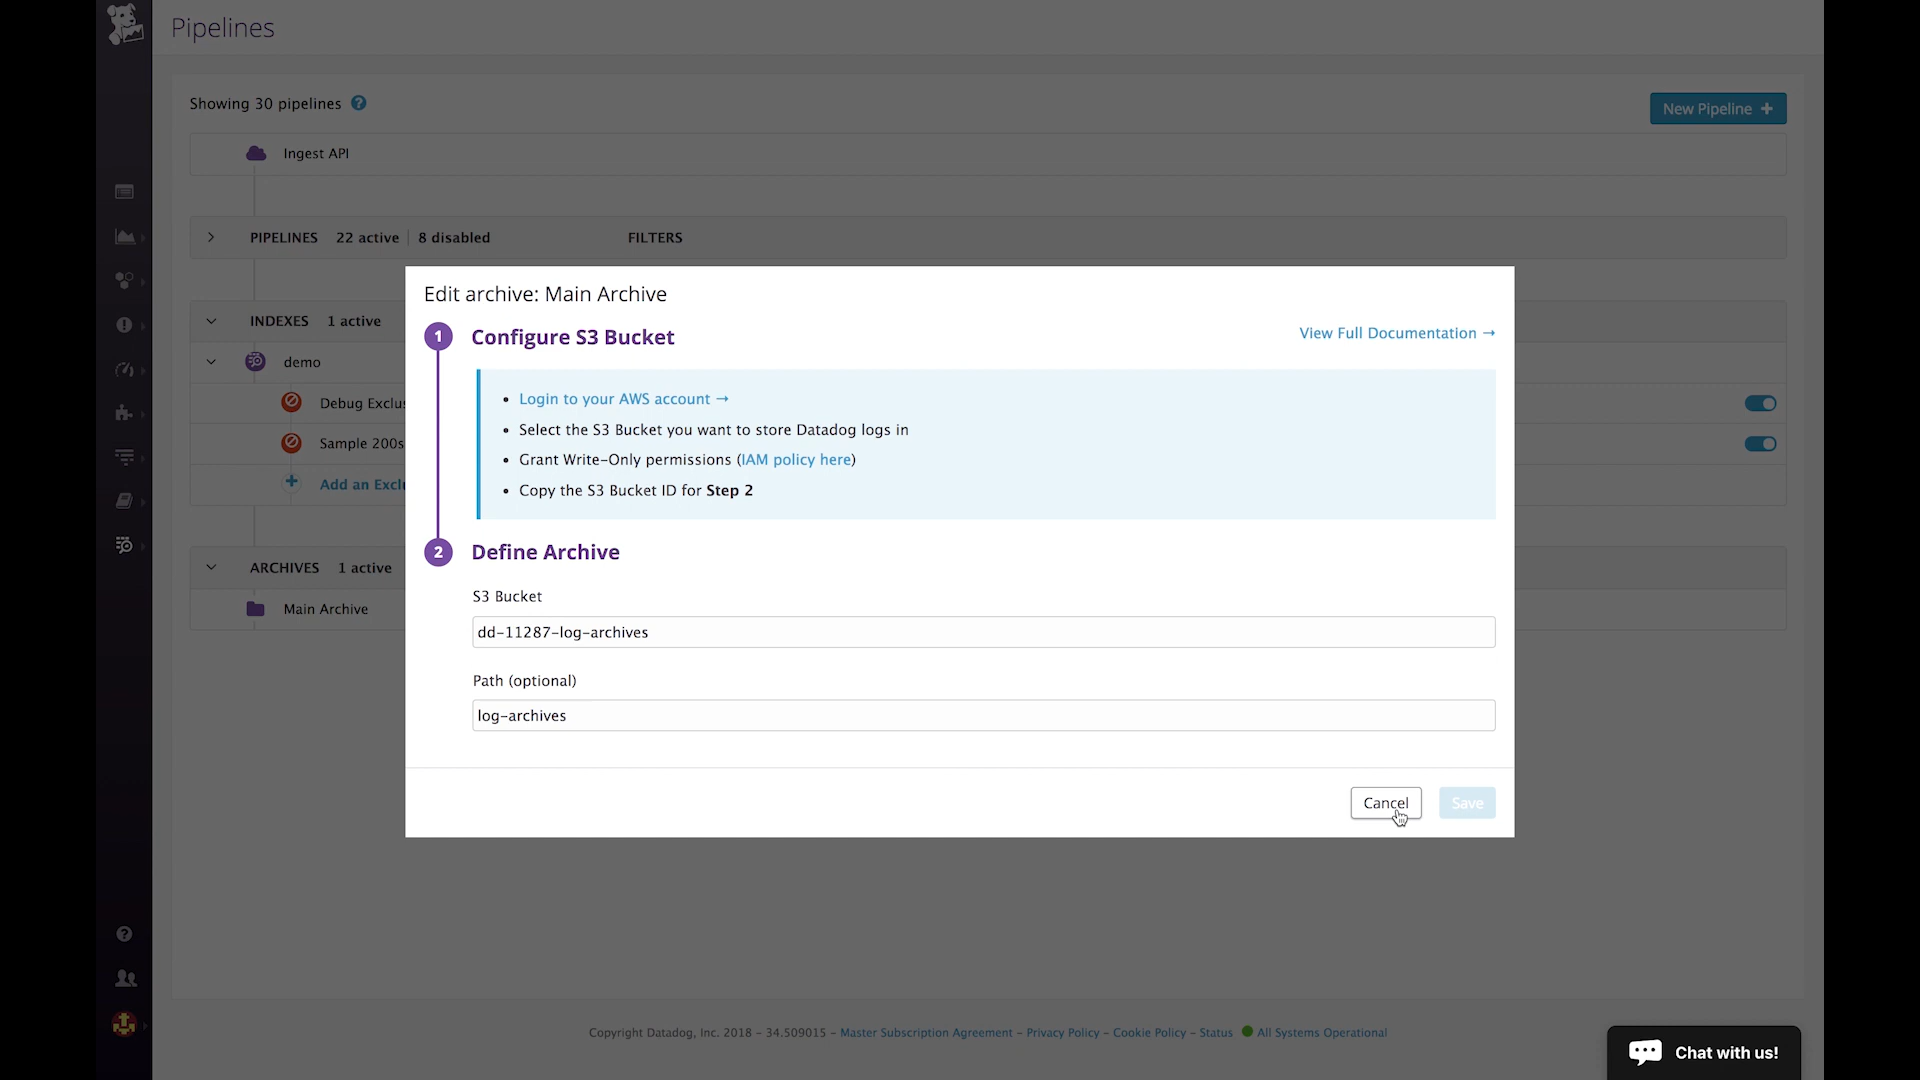 Pipelines
Showing 30 pipelines ?
New Pipeline +
Ingest API
PIPELINES 22 active 8 disabled FILTERS
INDEXES 1 active
demo
Debug Exclus
Sample 200s
Add an Exclu
ARCHIVES 1 active
Main Archive
Edit archive: Main Archive
1 Configure S3 Bucket
View Full Documentation →
• Login to your AWS account →
• Select the S3 Bucket you want to store Datadog logs in
• Grant Write-Only permissions (IAM policy here)
• Copy the S3 Bucket ID for Step 2
2 Define Archive
S3 Bucket
dd-11287-log-archives
Path (optional)
log-archives
Cancel
Save
Copyright Datadog, Inc. 2018 - 34.509015 - Master Subscription Agreement - Privacy Policy - Cookie Policy - Status All Systems Operational
Chat with us!